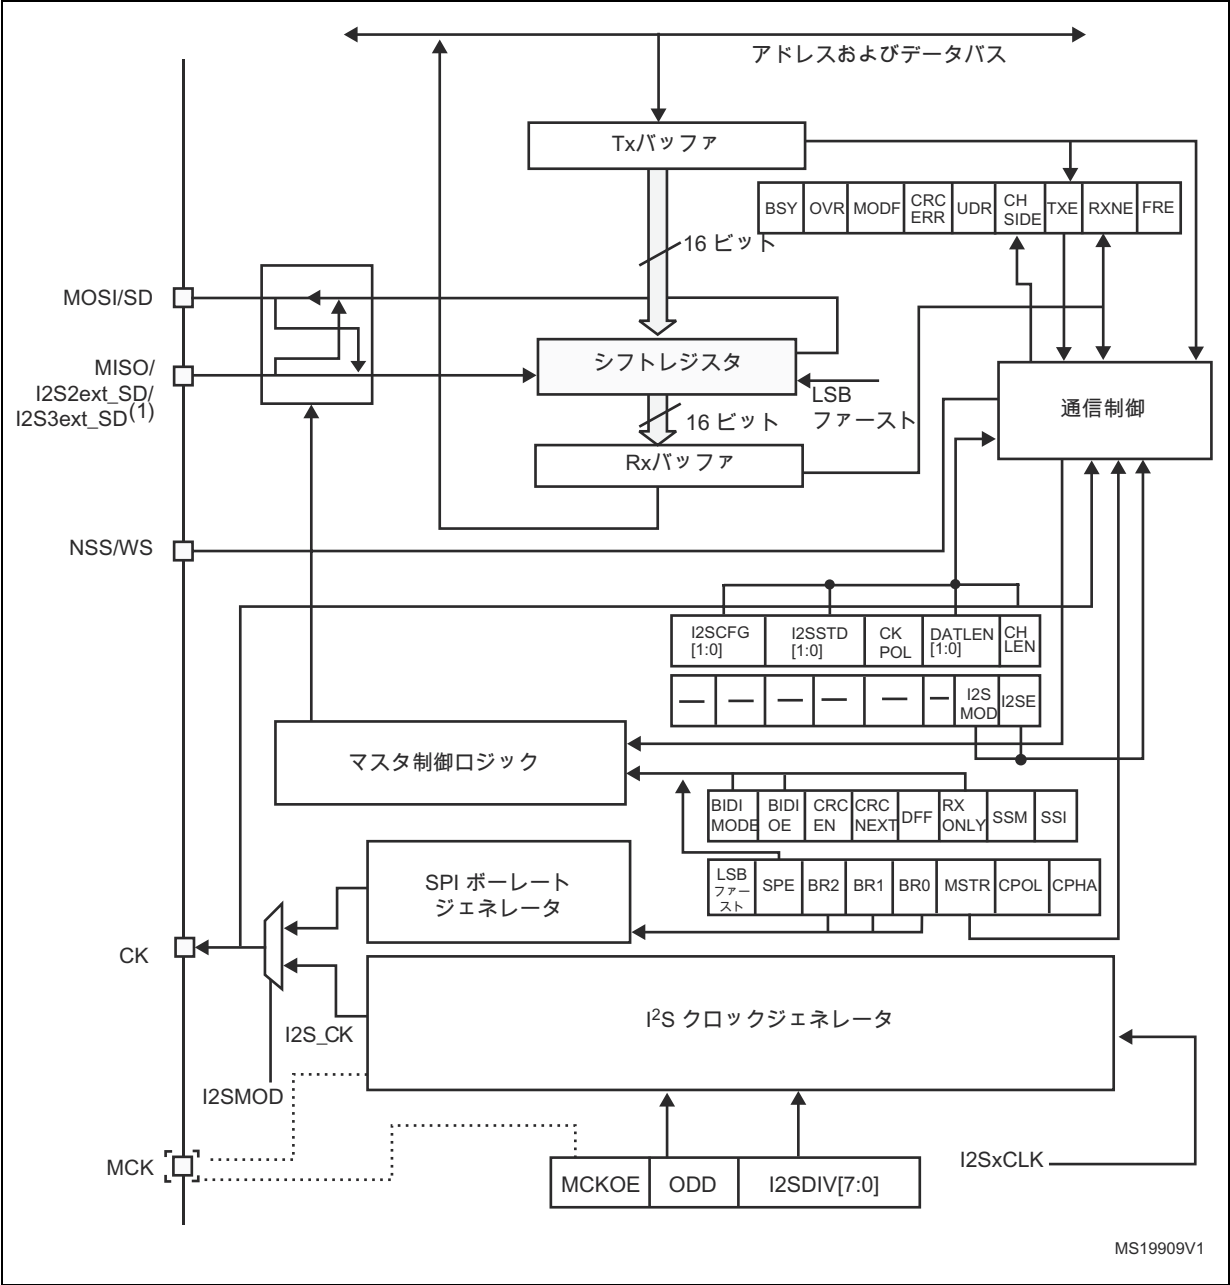 アドレスおよびデータバス
Txバッファ
BSY OVR MODF CRC ERR UDR CH SIDE TXE RXNE FRE
16 ビット
MOSI/SD
MISO/
I2S2ext_SD/
I2S3ext_SD(1)
シフトレジスタ
LSB
ファースト
通信制御
16 ビット
Rxバッファ
NSS/WS
I2SCFG [1:0] I2SSTD [1:0] CK POL DATLEN [1:0] CH LEN
— — — — — — I2S MOD I2SE
マスタ制御ロジック
BIDI MODE BIDI OE CRC EN CRC NEXT DFF RX ONLY SSM SSI
LSB ファースト SPE BR2 BR1 BR0 MSTR CPOL CPHA
SPI ボーレート
ジェネレータ
CK
I2S クロックジェネレータ
I2S_CK
I2SMOD
MCK
I2SxCLK
MCKOE ODD I2SDIV[7:0]
MS19909V1